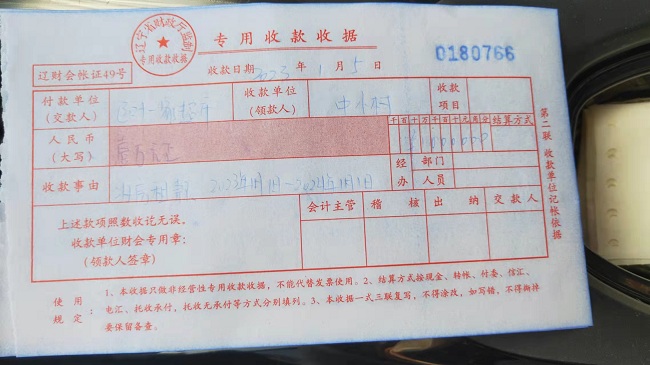 辽宁省财政厅监制
专用收款收据
专用收款收据
0180766
辽财会帐证49号
收款日期 2023 年 1 月 5 日
付款单位
(交款人)
收款单位
(领款人)
收款
项目
人民币
(大写)
壹万
千百十万千百十元角分
结算方式
¥1000000
收款事由
经办
部门
人员
上述款项照数收讫无误。
收款单位财会专用章:
(领款人签章)
会计主管 稽核 出纳 交款人
第二联 收款单位记帐依据
使用规定:
1、本收据只做非经营性专用收款收据,不能代替发票使用。2、结算方式按现金、转帐、付委、信汇、
电汇、托收承付,托收无承付等方式分别填列。3、本收据一式三联复写,不得涂改,如写错,不得撕掉
要保留备查。